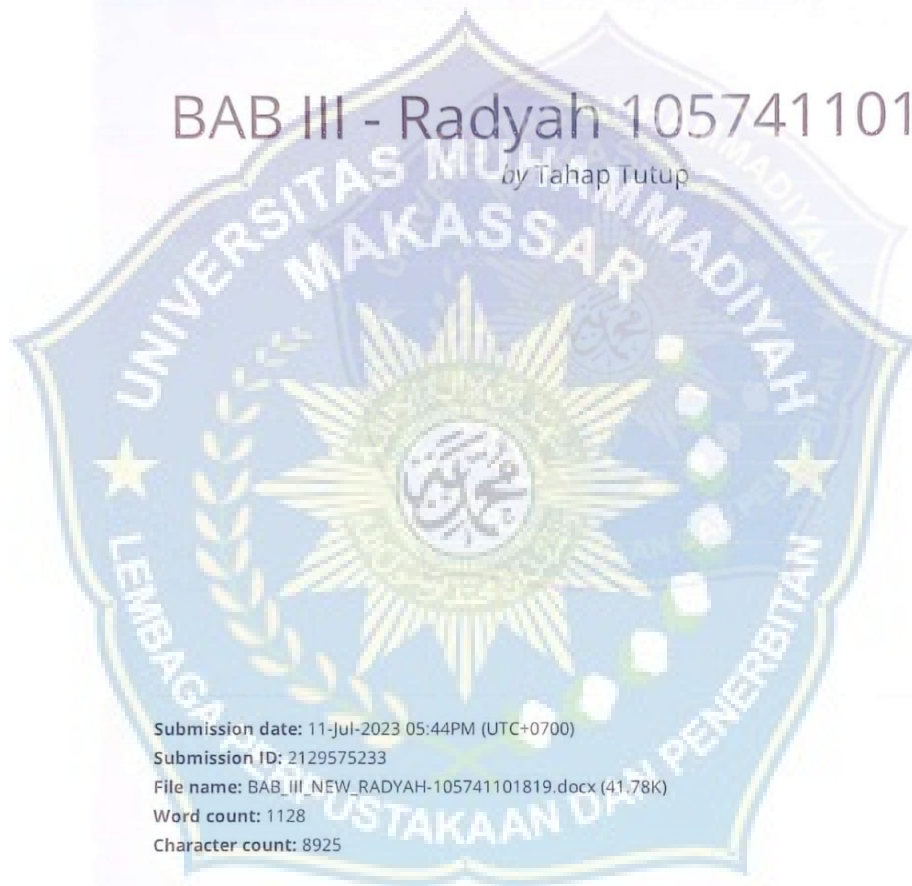 BAB III - Radyah 105741101
by Tahap Tutup
UNIVERSITAS MUHAMMADIYAH
MAKASSAR
LEMBAGA PERPUSTAKAAN DAN PENERBITAN
Submission date: 11-Jul-2023 05:44PM (UTC+0700)
Submission ID: 2129575233
File name: BAB_III_NEW_RADYAH-105741101819.docx (41.78K)
Word count: 1128
Character count: 8925